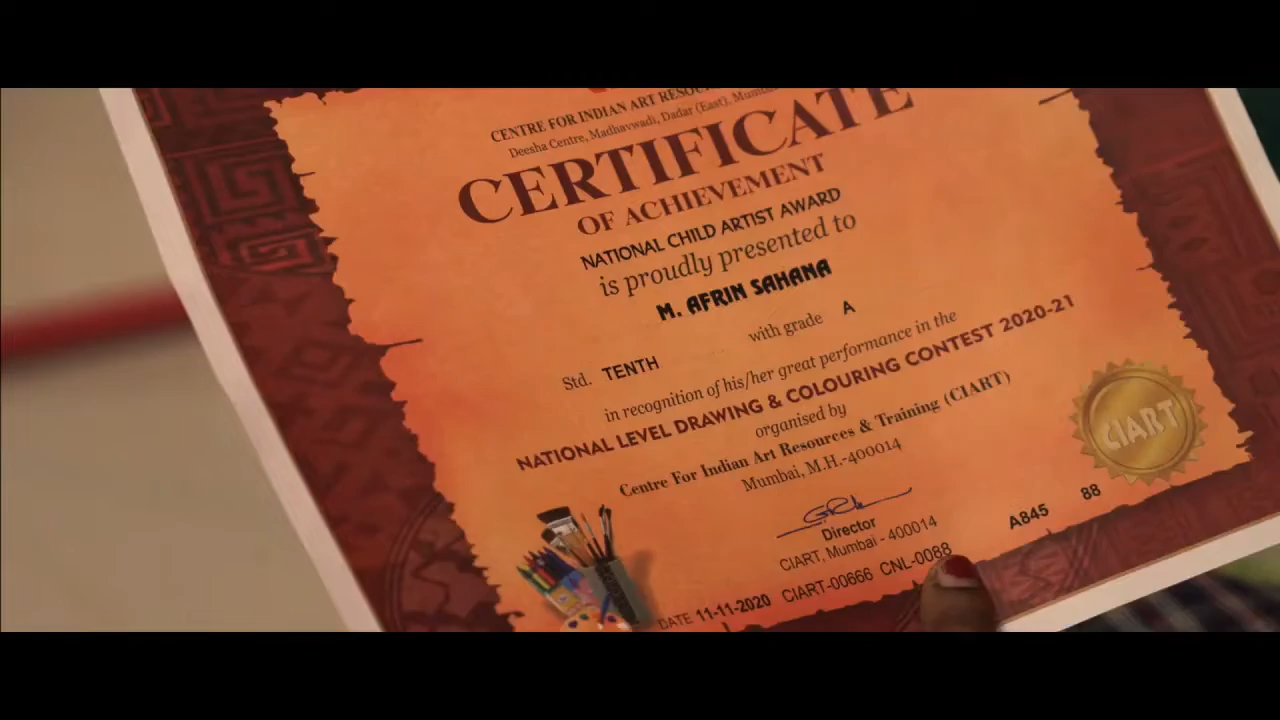 CENTRE FOR INDIAN ART
Deesha Centre, Madhavwadi, Dadar (East),
CERTIFICATE
OF ACHIEVEMENT
NATIONAL CHILD ARTIST AWARD
is proudly presented to
M. AFRIN SAHANA
with grade A
Std. TENTH
in recognition of his/her great performance in the
NATIONAL LEVEL DRAWING & COLOURING CONTEST 2020-21
organised by
Centre For Indian Art Resources & Training (CIART)
Mumbai, M.H.-400014
CIART
Director
CIART, Mumbai - 400014
A845 88
DATE 11-11-2020 CIART-00666 CNL-0088